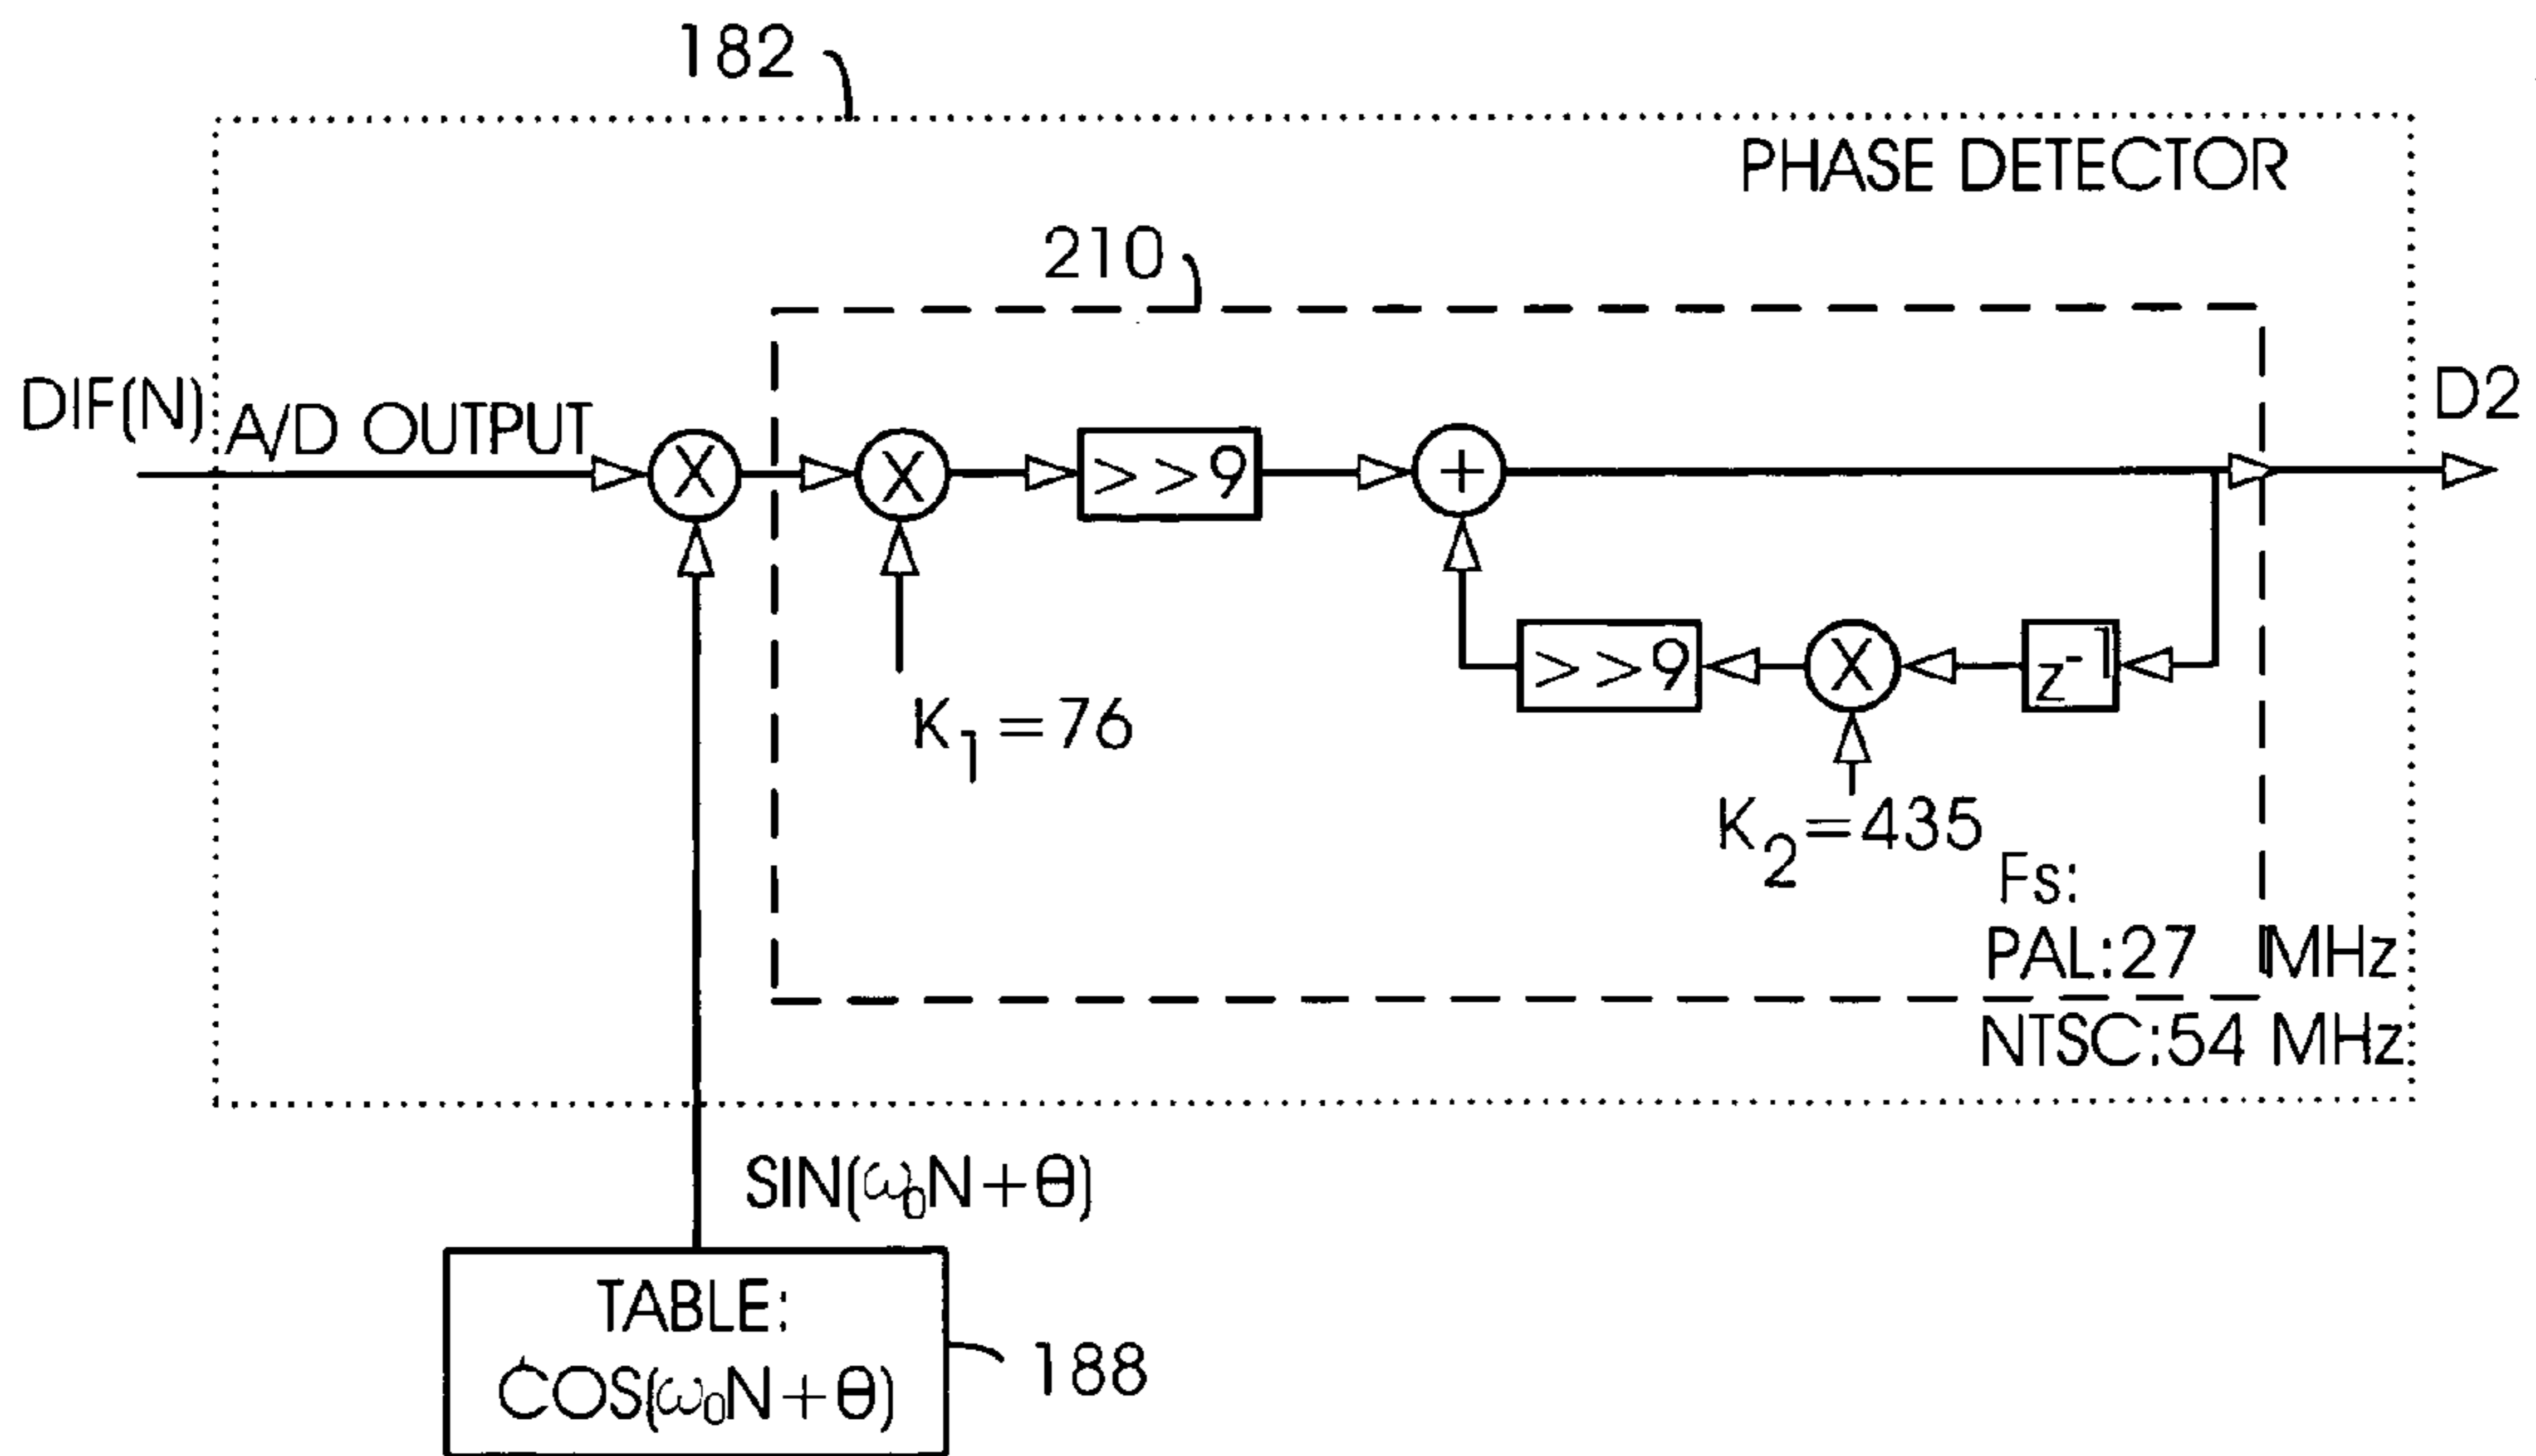 182
PHASE DETECTOR
210
DIF(N)
A/D OUTPUT
X
X
>>9
+
D2
>>9
X
z⁻¹
K₁=76
K₂=435
Fs:
PAL:27 MHz
NTSC:54 MHz
SIN(ω₀N+θ)
TABLE:
COS(ω₀N+θ)
188